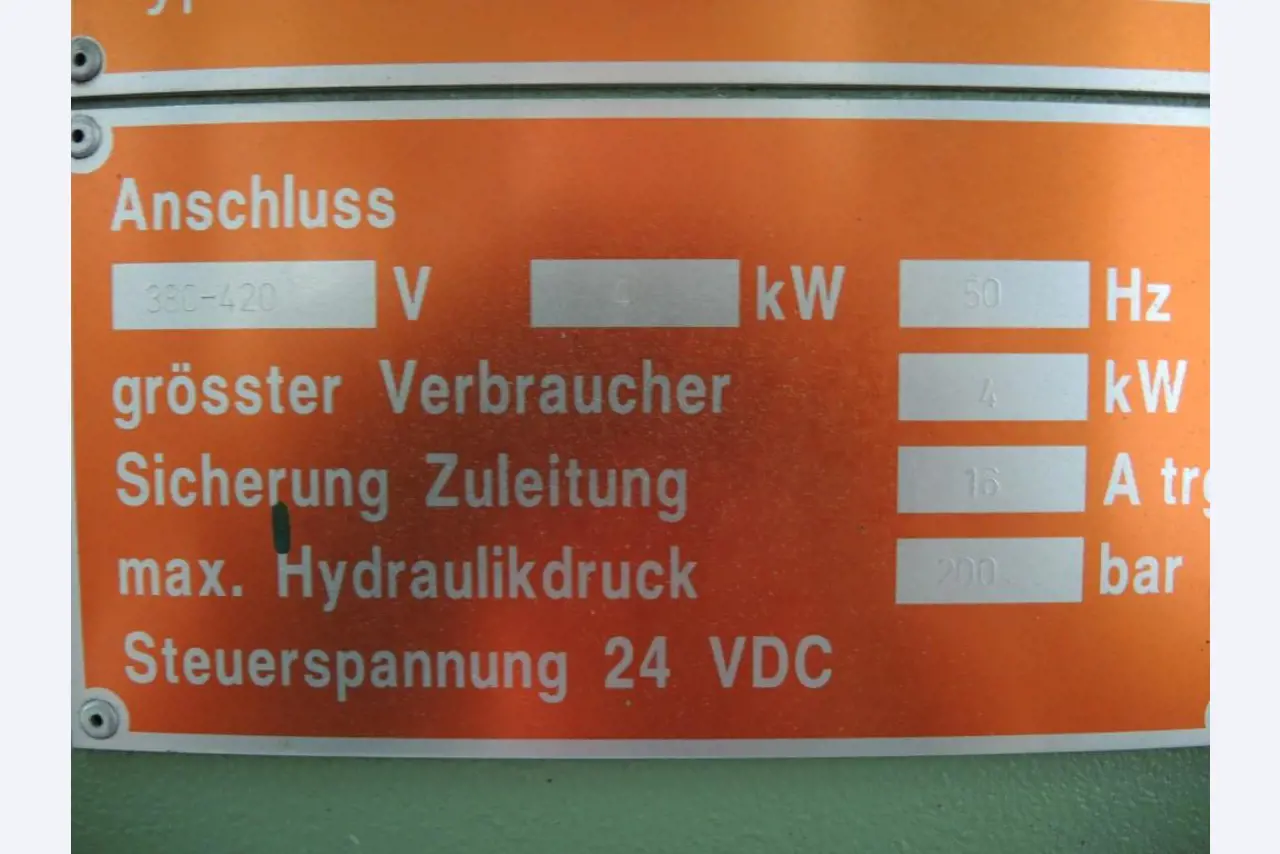 Anschluss
380-420 V 4 kW 50 Hz
grösster Verbraucher 4 kW
Sicherung Zuleitung 16 A trg
max. Hydraulikdruck 200 bar
Steuerspannung 24 VDC